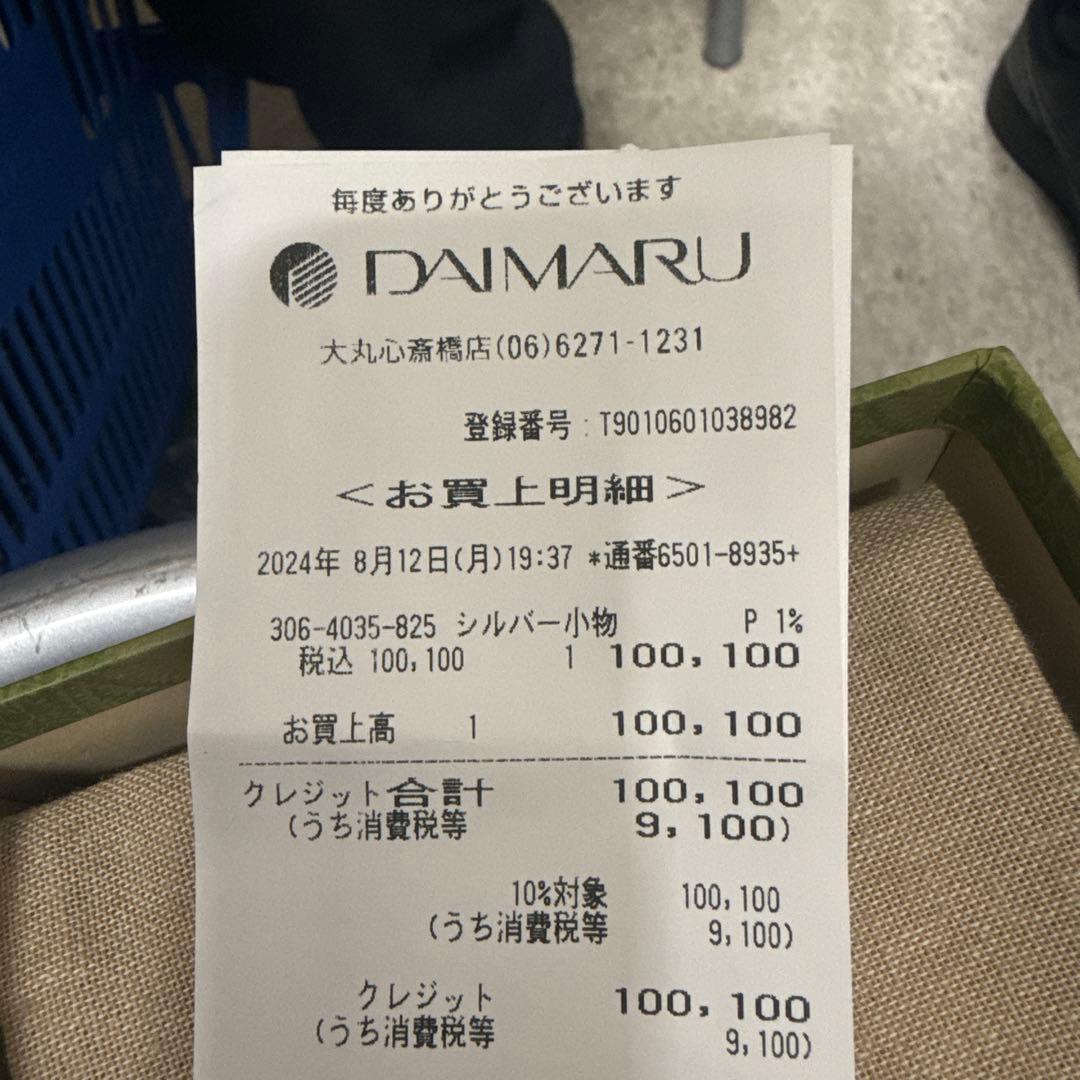 毎度ありがとうございます
DAIMARU
大丸心斎橋店(06)6271-1231
登録番号:T9010601038982
<お買上明細>
2024年 8月12日(月)19:37 *通番6501-8935+
306-4035-825 シルバー小物 P 1%
税込 100,100 1 100,100
お買上高 1 100,100
クレジット合計 100,100
(うち消費税等 9,100)
10%対象 100,100
(うち消費税等 9,100)
クレジット 100,100
(うち消費税等 9,100)